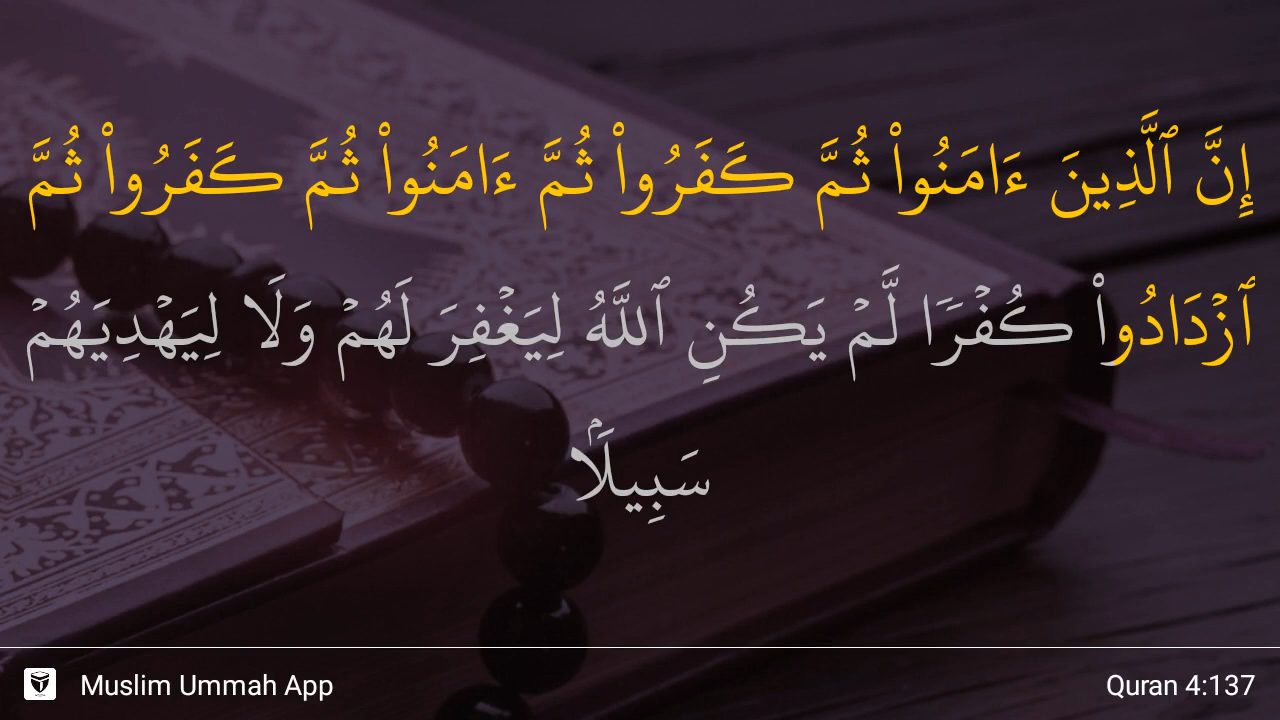 إِنَّ ٱلَّذِينَ ءَامَنُوا۟ ثُمَّ كَفَرُوا۟ ثُمَّ ءَامَنُوا۟ ثُمَّ كَفَرُوا۟ ثُمَّ
ٱزْدَادُوا۟ كُفْرًۭا لَّمْ يَكُنِ ٱللَّهُ لِيَغْفِرَ لَهُمْ وَلَا لِيَهْدِيَهُمْ
سَبِيلًۢا
Muslim Ummah App
Quran 4:137